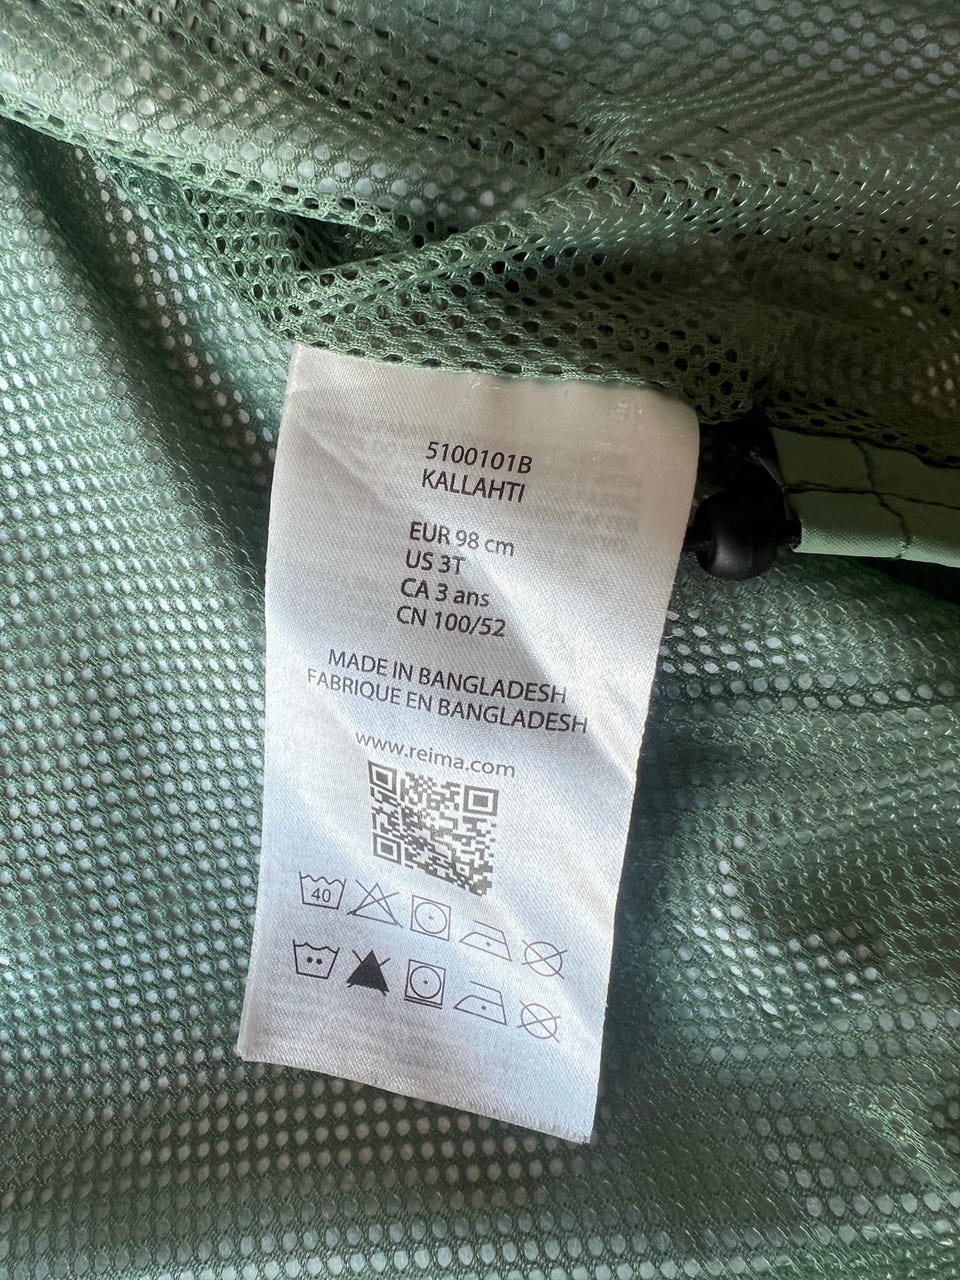 5100101B
KALLAHTI
EUR 98 cm
US 3T
CA 3 ans
CN 100/52
MADE IN BANGLADESH
FABRIQUE EN BANGLADESH
www.reima.com
40